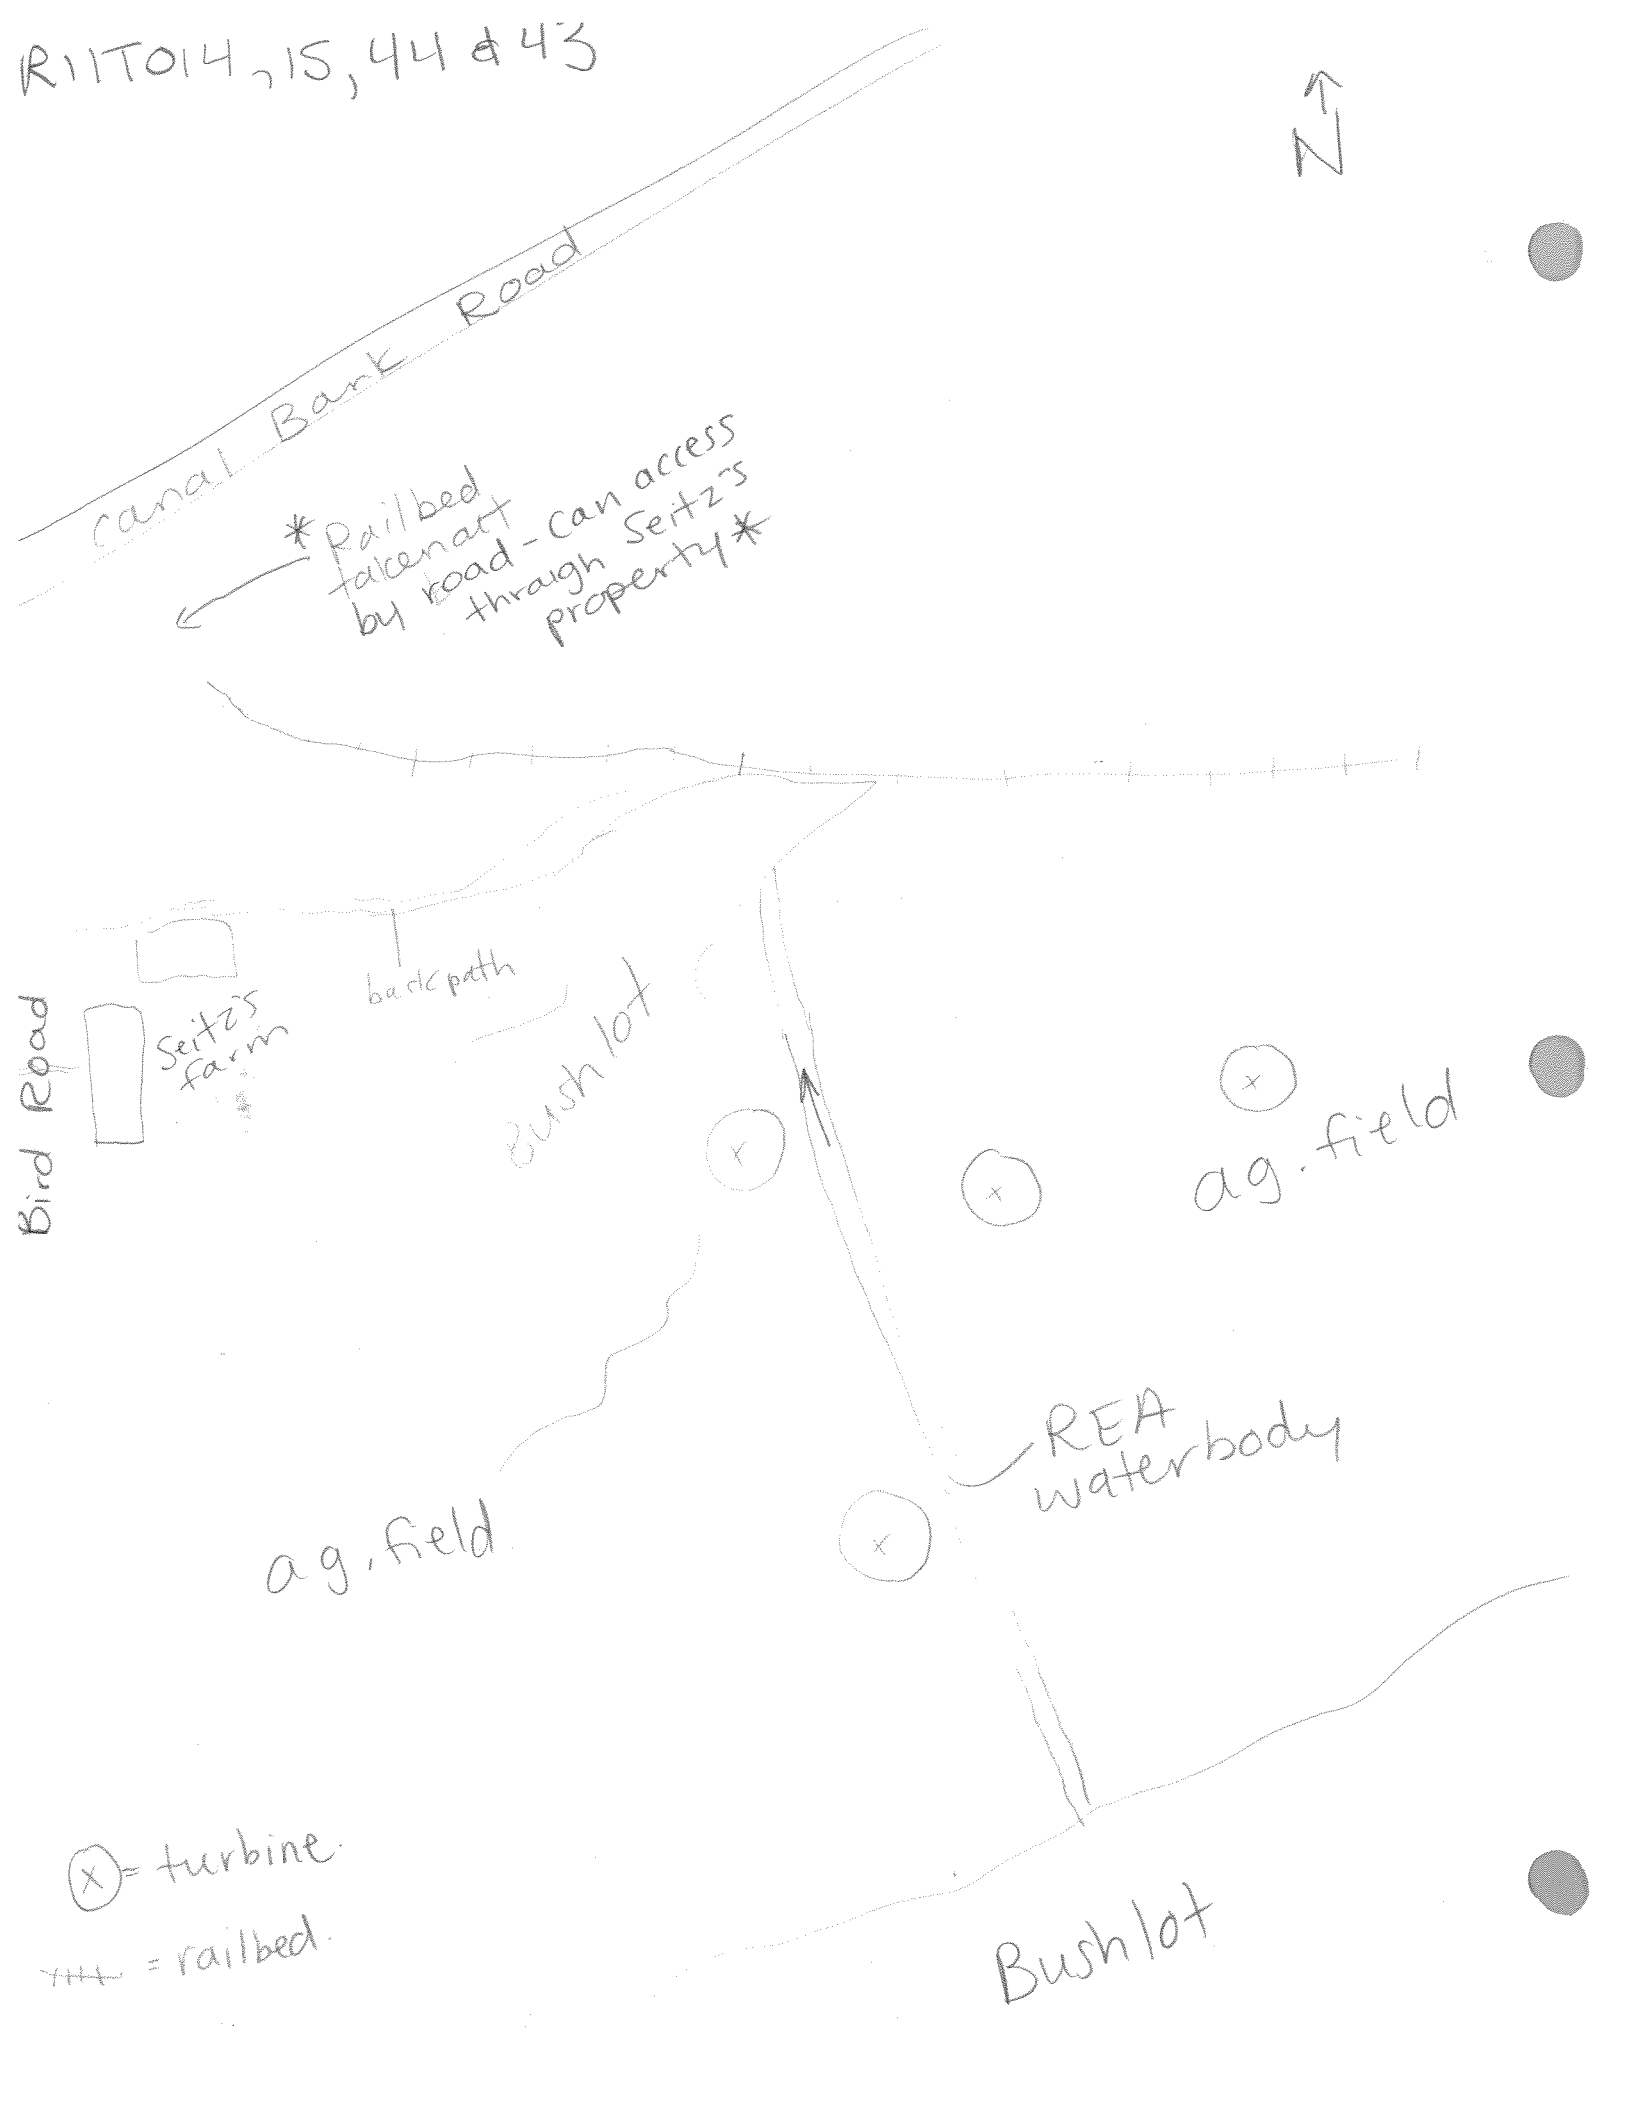 R11T014, 15, 44 & 43
N
Canal Bank Road
* Railbed
taken out
by road - can access
through Seitz's
property *
back path
Bushlot
Seitz's
farm
Bird Road
ag. field
REA
waterbody
ag. field
x = turbine.
= railbed.
Bushlot